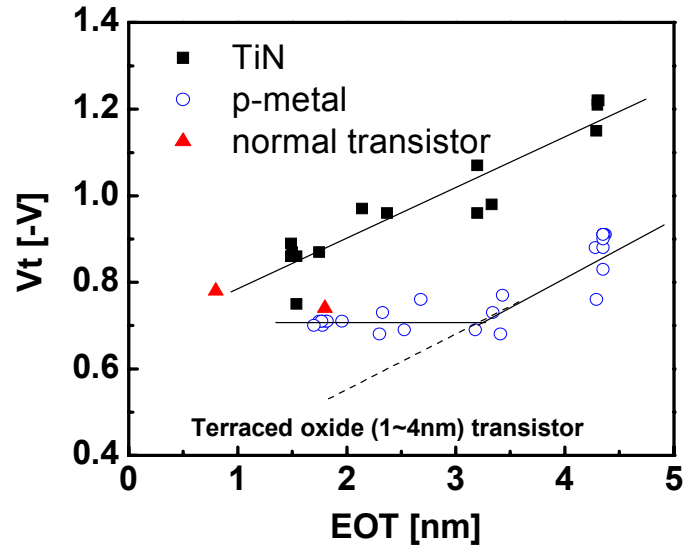 1.4
TiN
p-metal
normal transistor
1.2
1.0
0.8
0.6
0.4
Vt [-V]
Terraced oxide (1~4nm) transistor
0 1 2 3 4 5
EOT [nm]